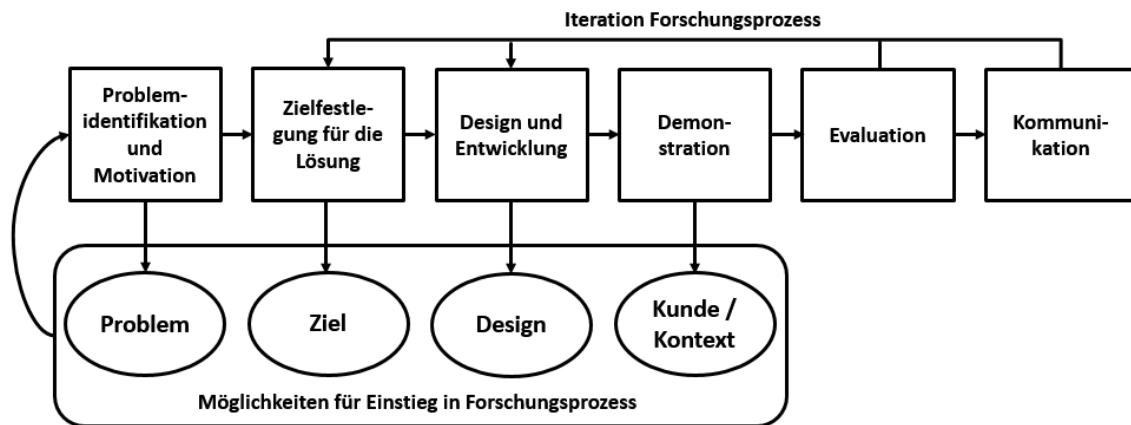 Iteration Forschungsprozess
Problem-
identifikation
und
Motivation
Zielfestle-
gung für die
Lösung
Design und
Entwicklung
Demon-
stration
Evaluation
Kommuni-
kation
Problem
Ziel
Design
Kunde /
Kontext
Möglichkeiten für Einstieg in Forschungsprozess